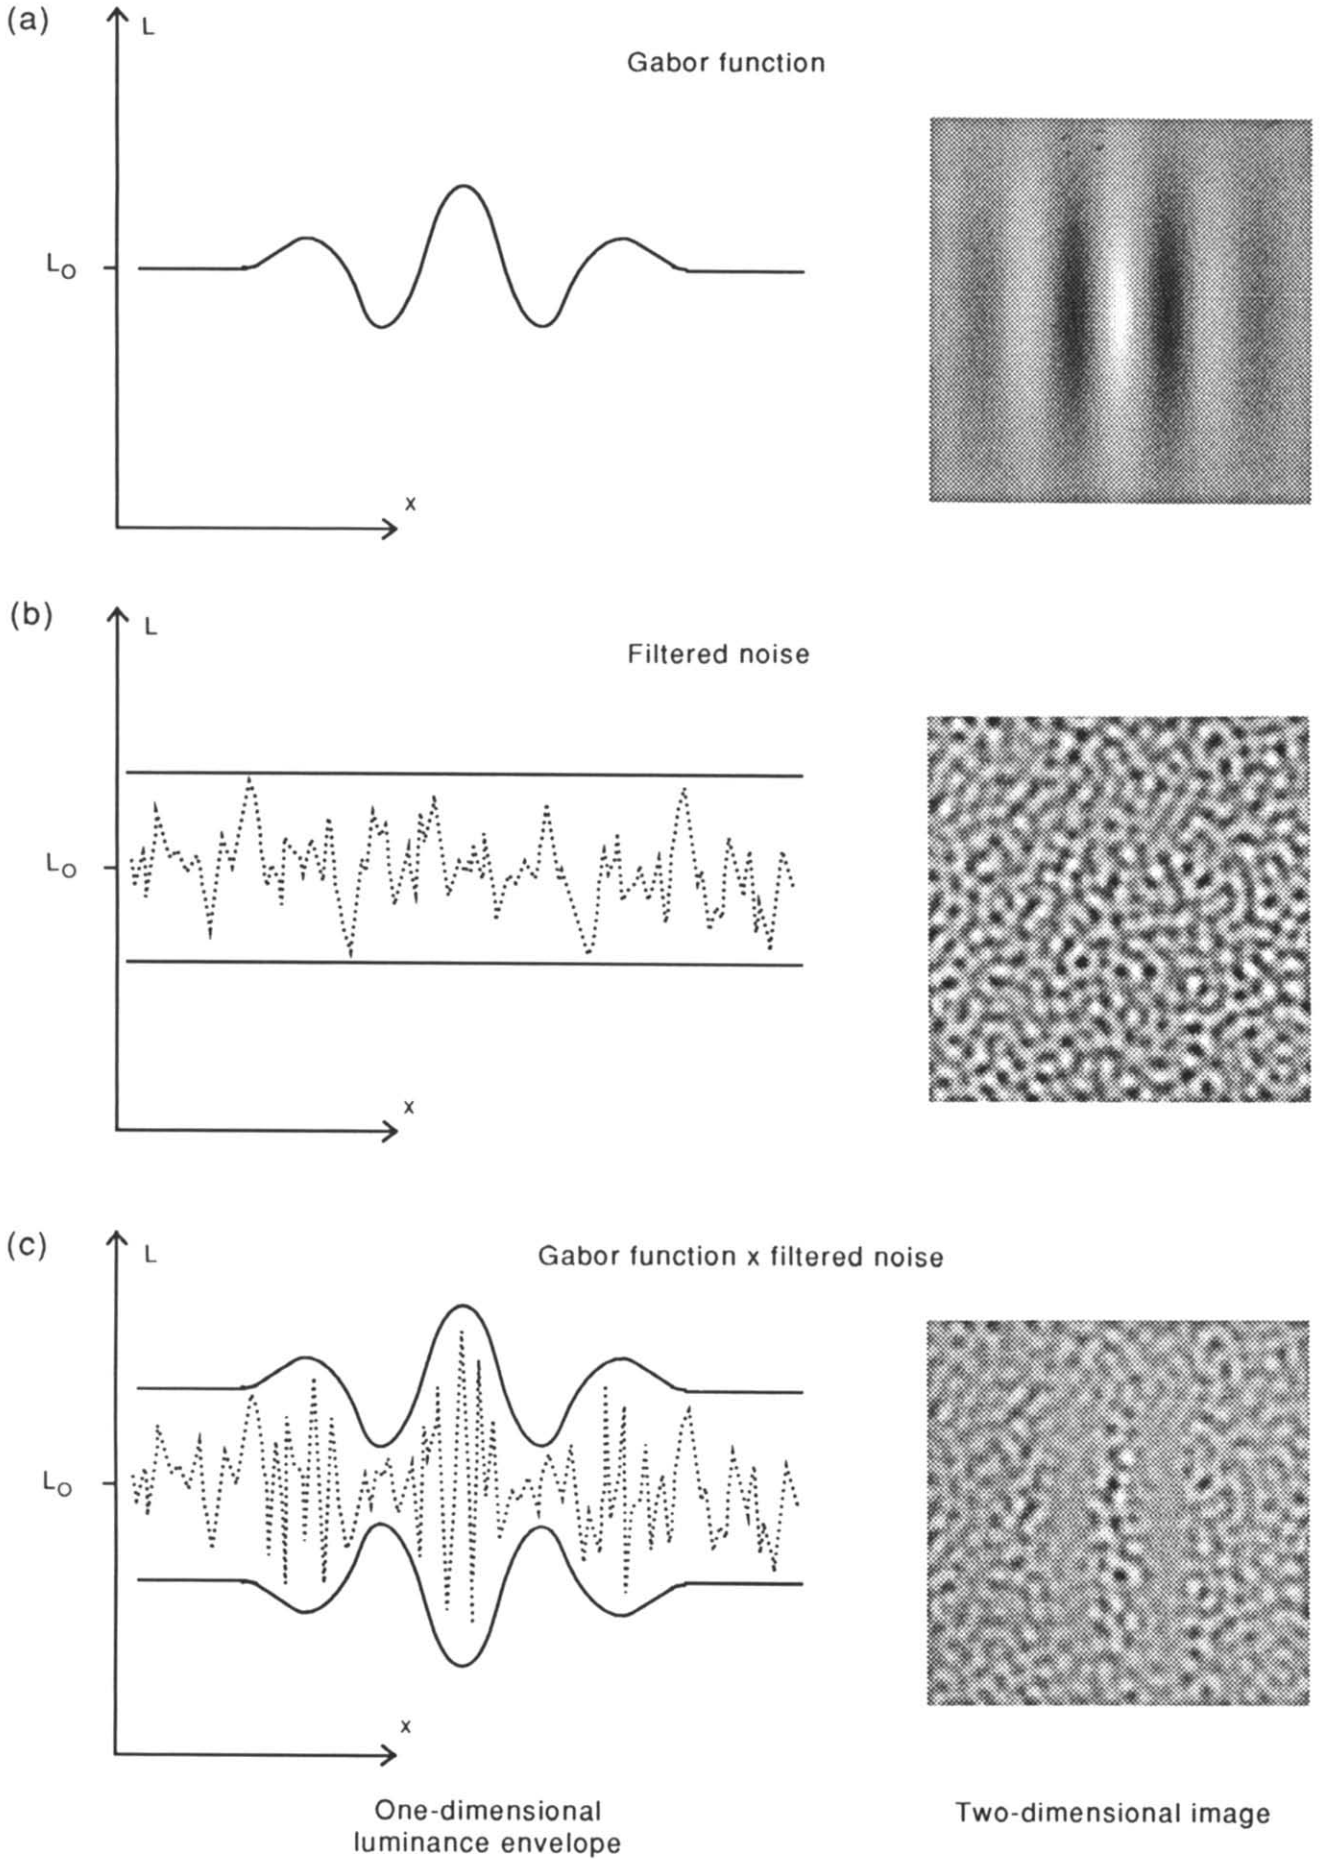 (a)
L
Gabor function
LO
x
(b)
L
Filtered noise
LO
x
(c)
L
Gabor function x filtered noise
LO
x
One-dimensional
luminance envelope
Two-dimensional image